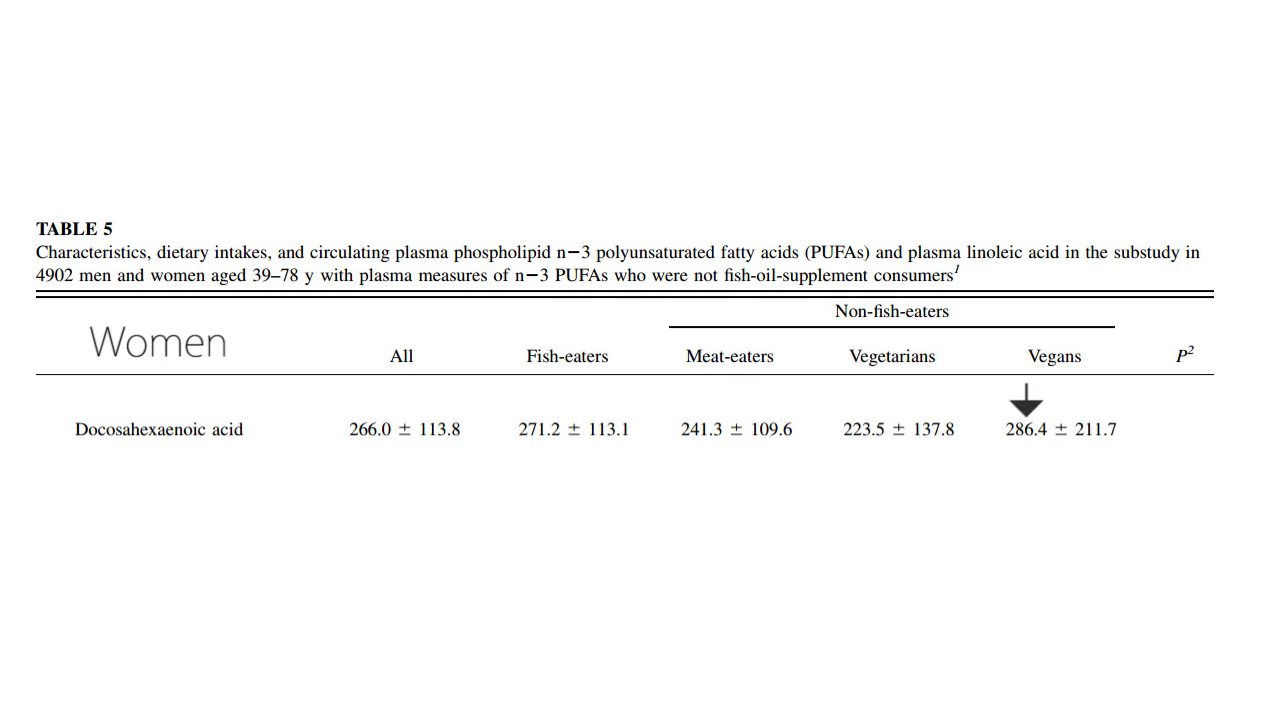 TABLE 5
Characteristics, dietary intakes, and circulating plasma phospholipid n−3 polyunsaturated fatty acids (PUFAs) and plasma linoleic acid in the substudy in
4902 men and women aged 39–78 y with plasma measures of n−3 PUFAs who were not fish-oil-supplement consumers¹
Non-fish-eaters
Women All Fish-eaters Meat-eaters Vegetarians Vegans P²
Docosahexaenoic acid 266.0 ± 113.8 271.2 ± 113.1 241.3 ± 109.6 223.5 ± 137.8 286.4 ± 211.7